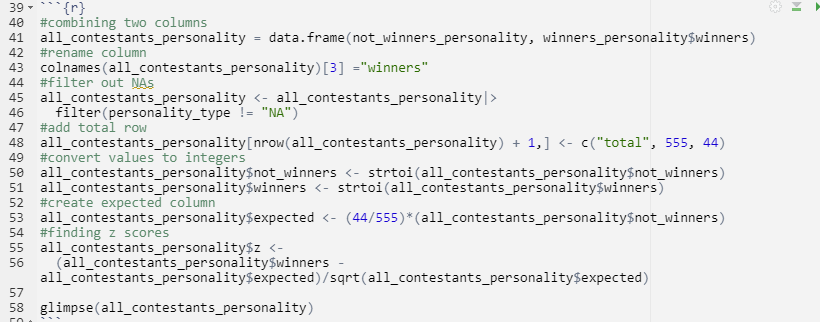 39 ```{r}
40 #combining two columns
41 all_contestants_personality = data.frame(not_winners_personality, winners_personality$winners)
42 #rename column
43 colnames(all_contestants_personality)[3] ="winners"
44 #filter out NAs
45 all_contestants_personality <- all_contestants_personality|>
46   filter(personality_type != "NA")
47 #add total row
48 all_contestants_personality[nrow(all_contestants_personality) + 1,] <- c("total", 555, 44)
49 #convert values to integers
50 all_contestants_personality$not_winners <- strtoi(all_contestants_personality$not_winners)
51 all_contestants_personality$winners <- strtoi(all_contestants_personality$winners)
52 #create expected column
53 all_contestants_personality$expected <- (44/555)*(all_contestants_personality$not_winners)
54 #finding z scores
55 all_contestants_personality$z <-
56   (all_contestants_personality$winners -
all_contestants_personality$expected)/sqrt(all_contestants_personality$expected)
57
58 glimpse(all_contestants_personality)
59 ```